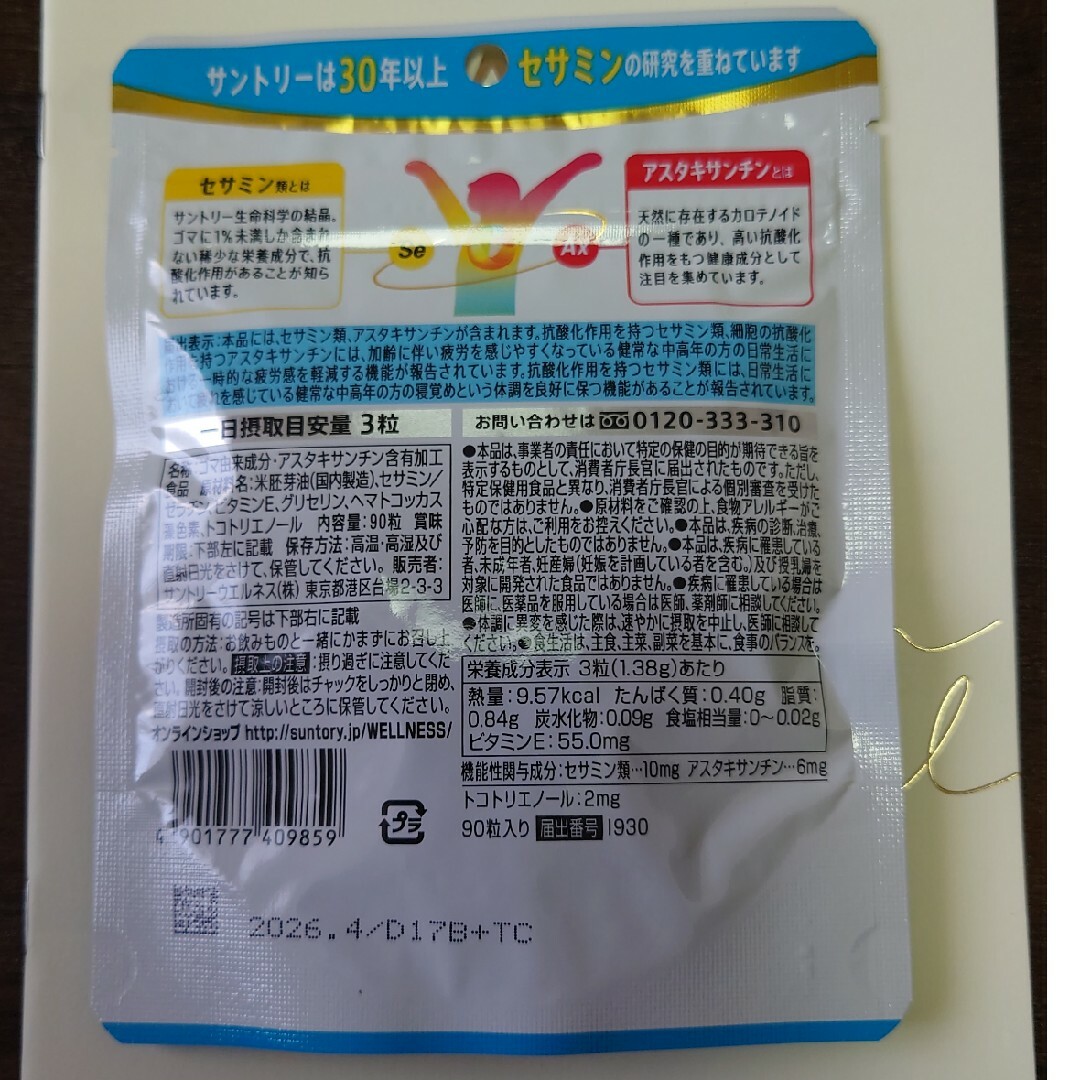 サントリーは30年以上 セサミンの研究を重ねています
セサミン類とは
サントリー生命科学の結晶。
ゴマに1%未満しか含まれ
ない稀少な栄養成分で、抗
酸化作用があることが知ら
れています。
Se
Ax
アスタキサンチンとは
天然に存在するカロテノイド
の一種であり、高い抗酸化
作用をもつ健康成分として
注目を集めています。
出表示:本品には、セサミン類、アスタキサンチンが含まれます。抗酸化作用を持つセサミン類、細胞の抗酸化
作用を持つアスタキサンチンには、加齢に伴い疲労を感じやすくなっている健常な中高年の方の日常生活に
おける一時的な疲労感を軽減する機能が報告されています。抗酸化作用を持つセサミン類には、日常生活に
疲れを感じている健常な中高年の方の寝覚めという体調を良好に保つ機能があることが報告されています。
一日摂取目安量 3粒
名称:ゴマ由来成分・アスタキサンチン含有加工
食品 原材料名:米胚芽油(国内製造)、セサミン/
ゼラチン、ビタミンE、グリセリン、ヘマトコッカス
藻色素、トコトリエノール 内容量:90粒 賞味
期限:下部左に記載 保存方法:高温・高湿及び
直射日光をさけて、保管してください。 販売者:
サントリーウエルネス(株) 東京都港区台場2-3-3
製造所固有の記号は下部右に記載
摂取の方法:お飲みものと一緒にかまずにお召し上
がりください。 摂取上の注意:摂り過ぎに注意してくだ
さい。開封後の注意:開封後はチャックをしっかりと閉め、
直射日光をさけて涼しいところに保管してください。
オンラインショップ http://suntory.jp/WELLNESS/
4 901777 409859
プラ
お問い合わせは 0120-333-310
●本品は、事業者の責任において特定の保健の目的が期待できる旨を
表示するものとして、消費者庁長官に届出されたものです。ただし、
特定保健用食品と異なり、消費者庁長官による個別審査を受けた
ものではありません。●原材料をご確認の上、食物アレルギーがご
心配な方は、ご利用をお控えください。●本品は、疾病の診断、治療、
予防を目的としたものではありません。●本品は、疾病に罹患している
者、未成年者、妊産婦(妊娠を計画している者を含む。)及び授乳婦を
対象に開発された食品ではありません。●疾病に罹患している場合は
医師に、医薬品を服用している場合は医師、薬剤師に相談してください。
●体調に異変を感じた際は、速やかに摂取を中止し、医師に相談して
ください。●食生活は、主食、主菜、副菜を基本に、食事のバランスを。
栄養成分表示 3粒(1.38g)あたり
熱量:9.57kcal たんぱく質:0.40g 脂質:
0.84g 炭水化物:0.09g 食塩相当量:0~0.02g
ビタミンE:55.0mg
機能性関与成分:セサミン類…10mg アスタキサンチン…6mg
トコトリエノール:2mg
90粒入り 届出番号 I930
2026.4/D17B+TC